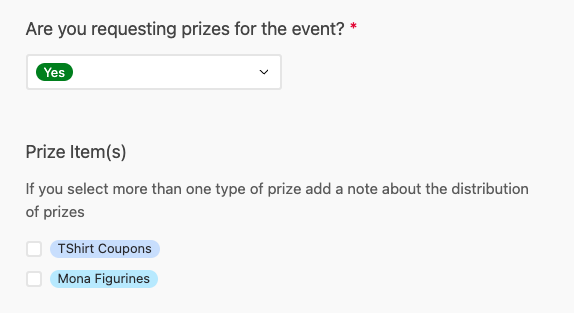 Are you requesting prizes for the event? *
Yes
Prize Item(s)
If you select more than one type of prize add a note about the distribution
of prizes
TShirt Coupons
Mona Figurines